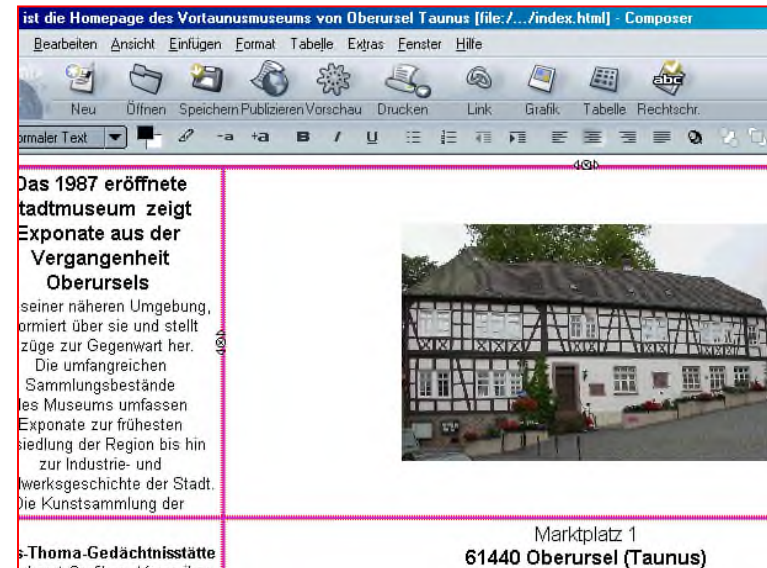 ist die Homepage des Vortaunusmuseums von Oberursel Taunus [file:/.../index.html] - Composer
Bearbeiten Ansicht Einfügen Format Tabelle Extras Fenster Hilfe
Neu Öffnen Speichern Publizieren Vorschau Drucken Link Grafik Tabelle Rechtschr.
ormaler Text -a +a B I U
Das 1987 eröffnete
tadtmuseum zeigt
Exponate aus der
Vergangenheit
Oberursels
seiner näheren Umgebung,
ormiert über sie und stellt
züge zur Gegenwart her.
Die umfangreichen
Sammlungsbestände
des Museums umfassen
Exponate zur frühesten
siedlung der Region bis hin
zur Industrie- und
dwerksgeschichte der Stadt.
Die Kunstsammlung der
s-Thoma-Gedächtnisstätte
Marktplatz 1
61440 Oberursel (Taunus)